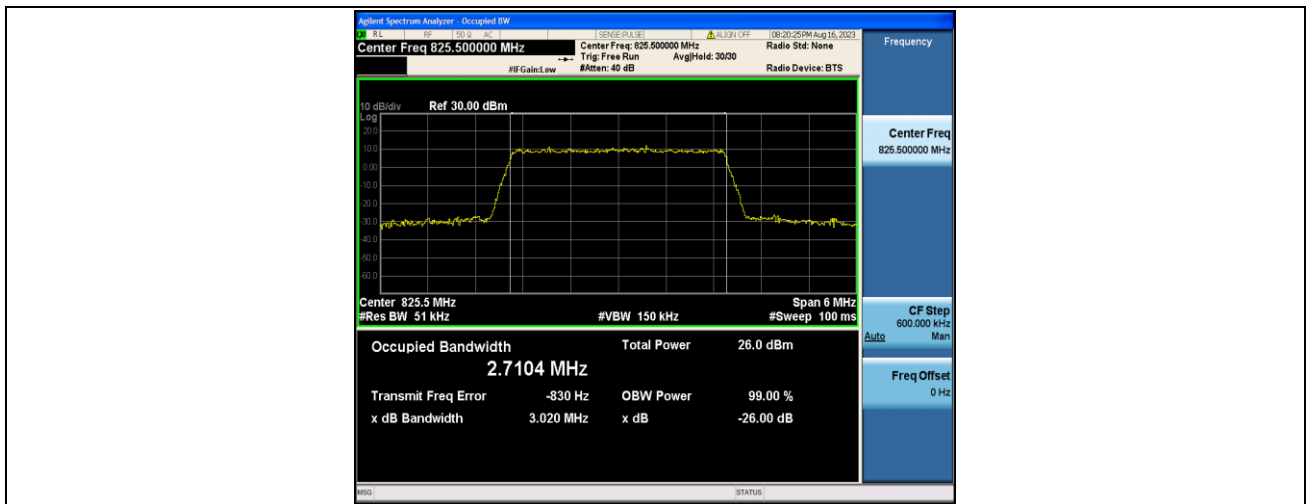 Agilent Spectrum Analyzer - Occupied BW
RL RF 50 Ω AC SENSE:PULSE ALIGN OFF 08:20:25 PM Aug 16, 2023
Center Freq 825.500000 MHz
Center Freq: 825.500000 MHz
Radio Std: None
Trig: Free Run Avg|Hold: 30/30
#IFGain:Low #Atten: 40 dB Radio Device: BTS
Frequency
10 dB/div Ref 30.00 dBm
Log
20.0
10.0
0.00
-10.0
-20.0
-30.0
-40.0
-50.0
-60.0
Center 825.5 MHz Span 6 MHz
#Res BW 51 kHz #VBW 150 kHz #Sweep 100 ms
Center Freq
825.500000 MHz
CF Step
600.000 kHz
Auto Man
Freq Offset
0 Hz
Occupied Bandwidth Total Power 26.0 dBm
2.7104 MHz
Transmit Freq Error -830 Hz OBW Power 99.00 %
x dB Bandwidth 3.020 MHz x dB -26.00 dB
MSG STATUS